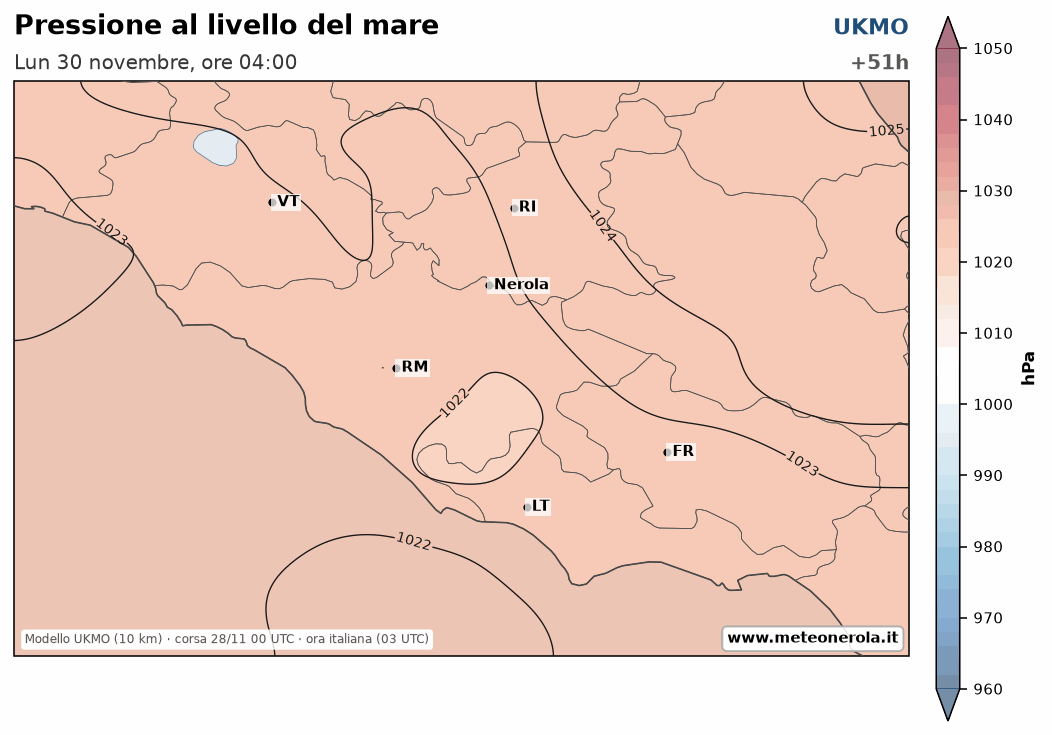 Pressione al livello del mare
UKMO
Lun 30 novembre, ore 04:00
+51h
1050
1025
1040
VT
RI
1030
1023
1024
1020
Nerola
1010
RM
hPa
1022
1000
FR
1023
990
LT
1022
980
970
Modello UKMO (10 km) · corsa 28/11 00 UTC · ora italiana (03 UTC)
www.meteonerola.it
960